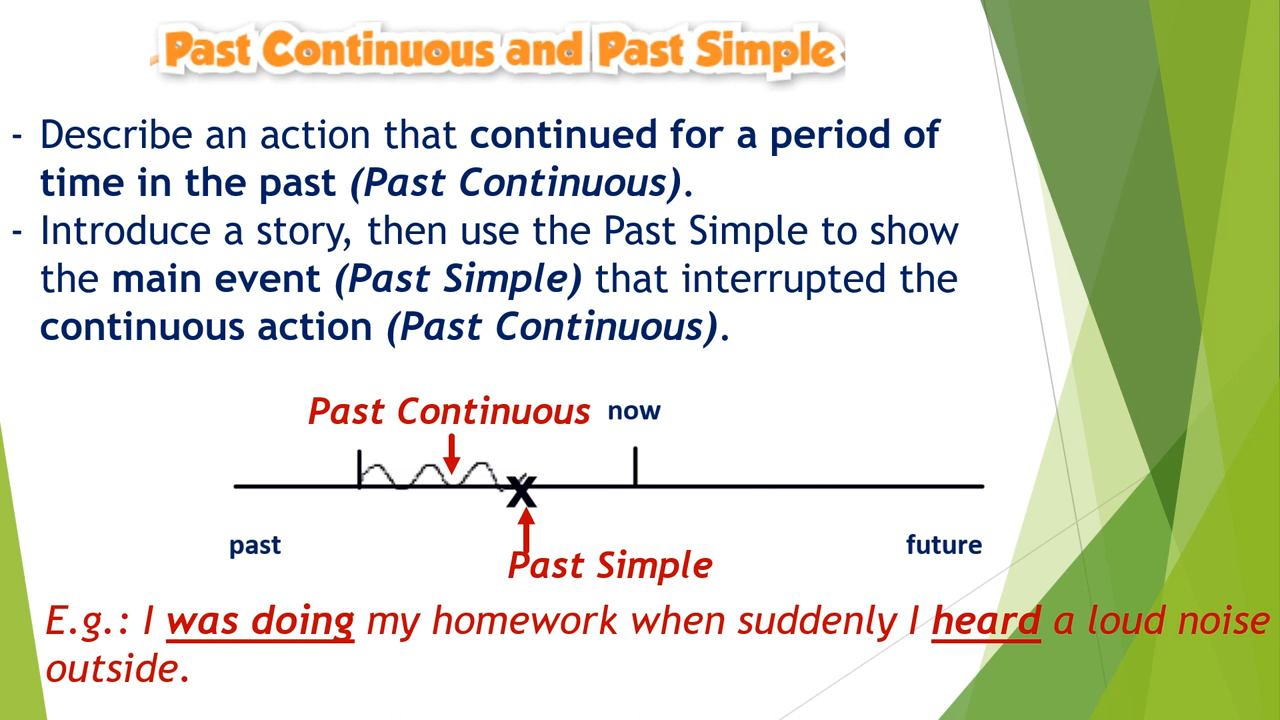 Past Continuous and Past Simple
- Describe an action that continued for a period of
time in the past (Past Continuous).
- Introduce a story, then use the Past Simple to show
the main event (Past Simple) that interrupted the
continuous action (Past Continuous).
Past Continuous now
X
past future
Past Simple
E.g.: I was doing my homework when suddenly I heard a loud noise
outside.